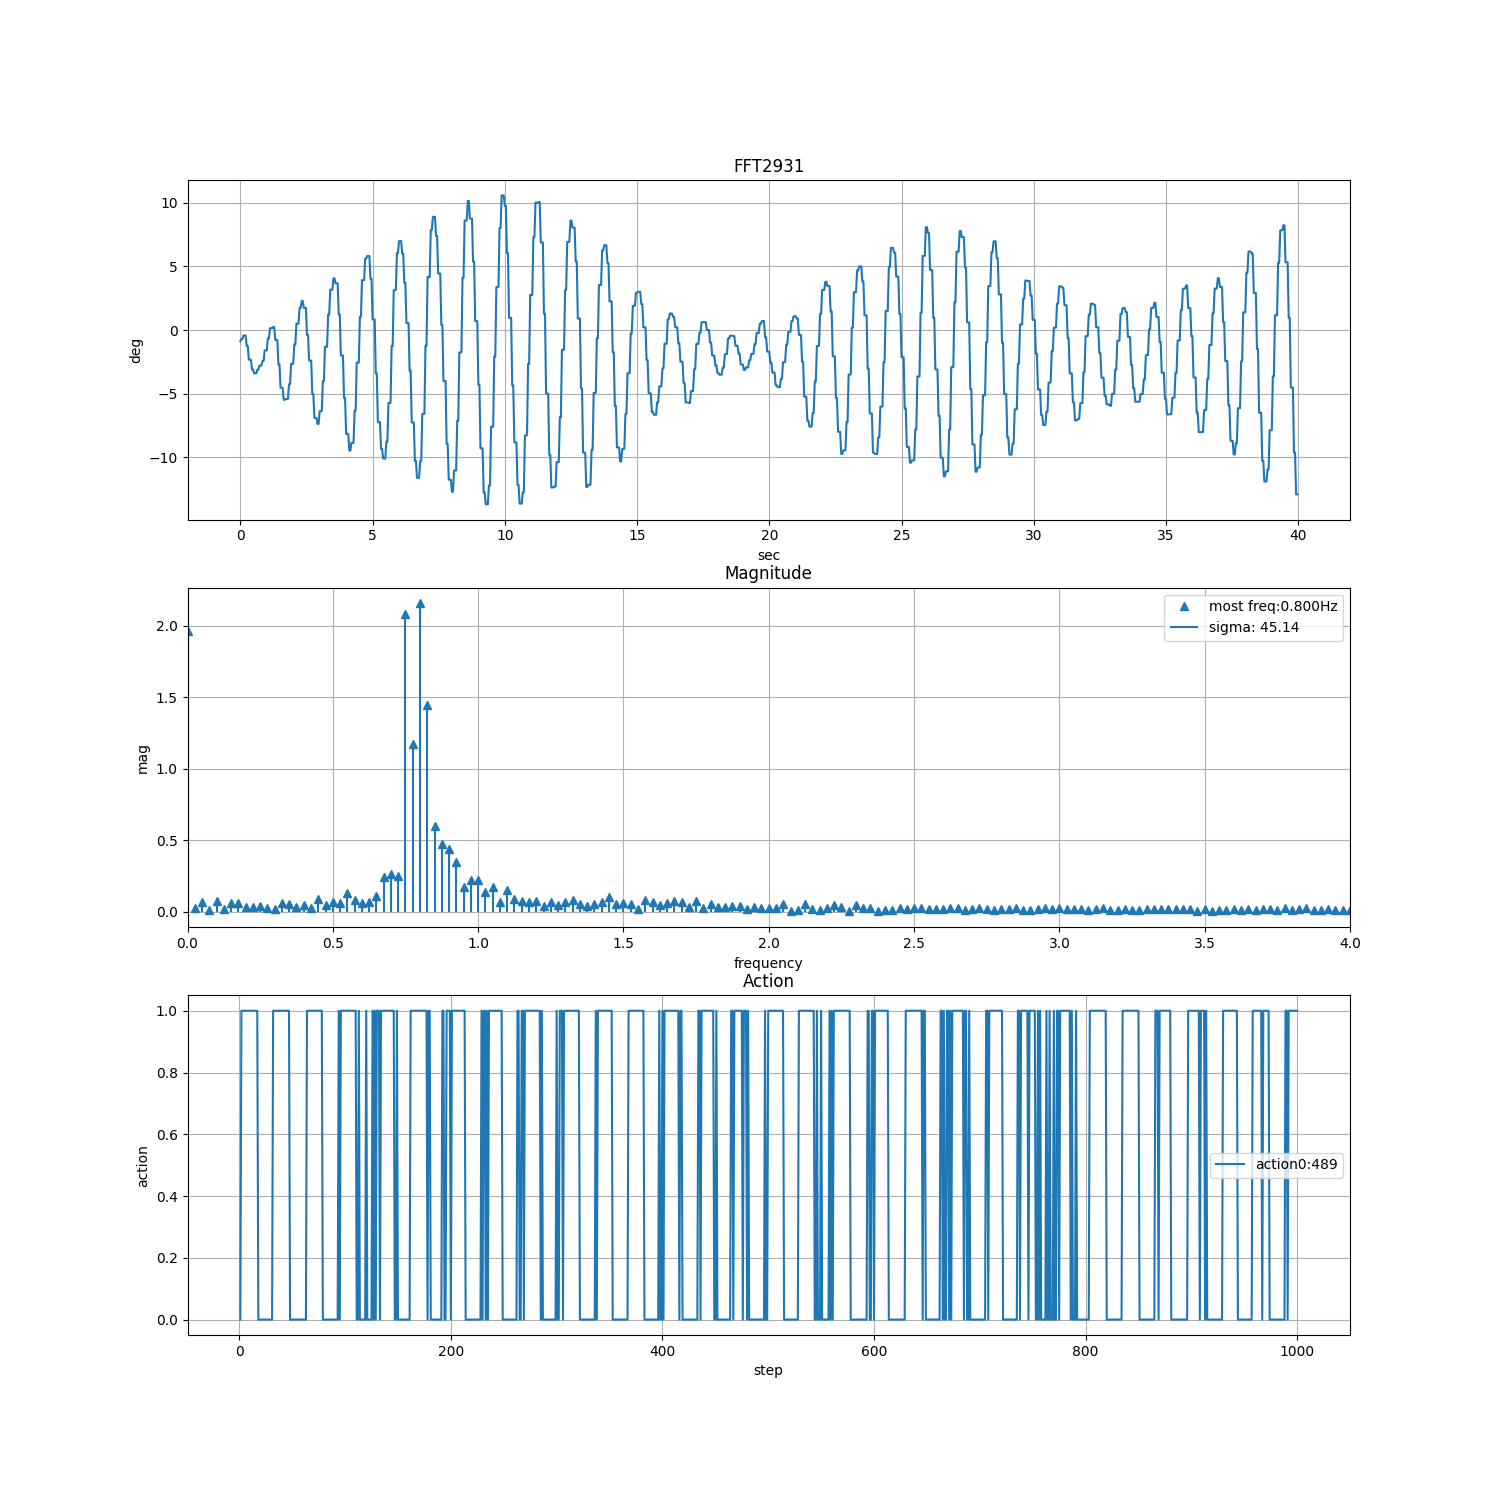 FFT2931
10
5
0
−5
−10
deg
0 5 10 15 20 25 30 35 40
sec
Magnitude
2.0
1.5
1.0
0.5
0.0
mag
most freq:0.800Hz
sigma: 45.14
0.0 0.5 1.0 1.5 2.0 2.5 3.0 3.5 4.0
frequency
Action
1.0
0.8
0.6
0.4
0.2
0.0
action
action0:489
0 200 400 600 800 1000
step